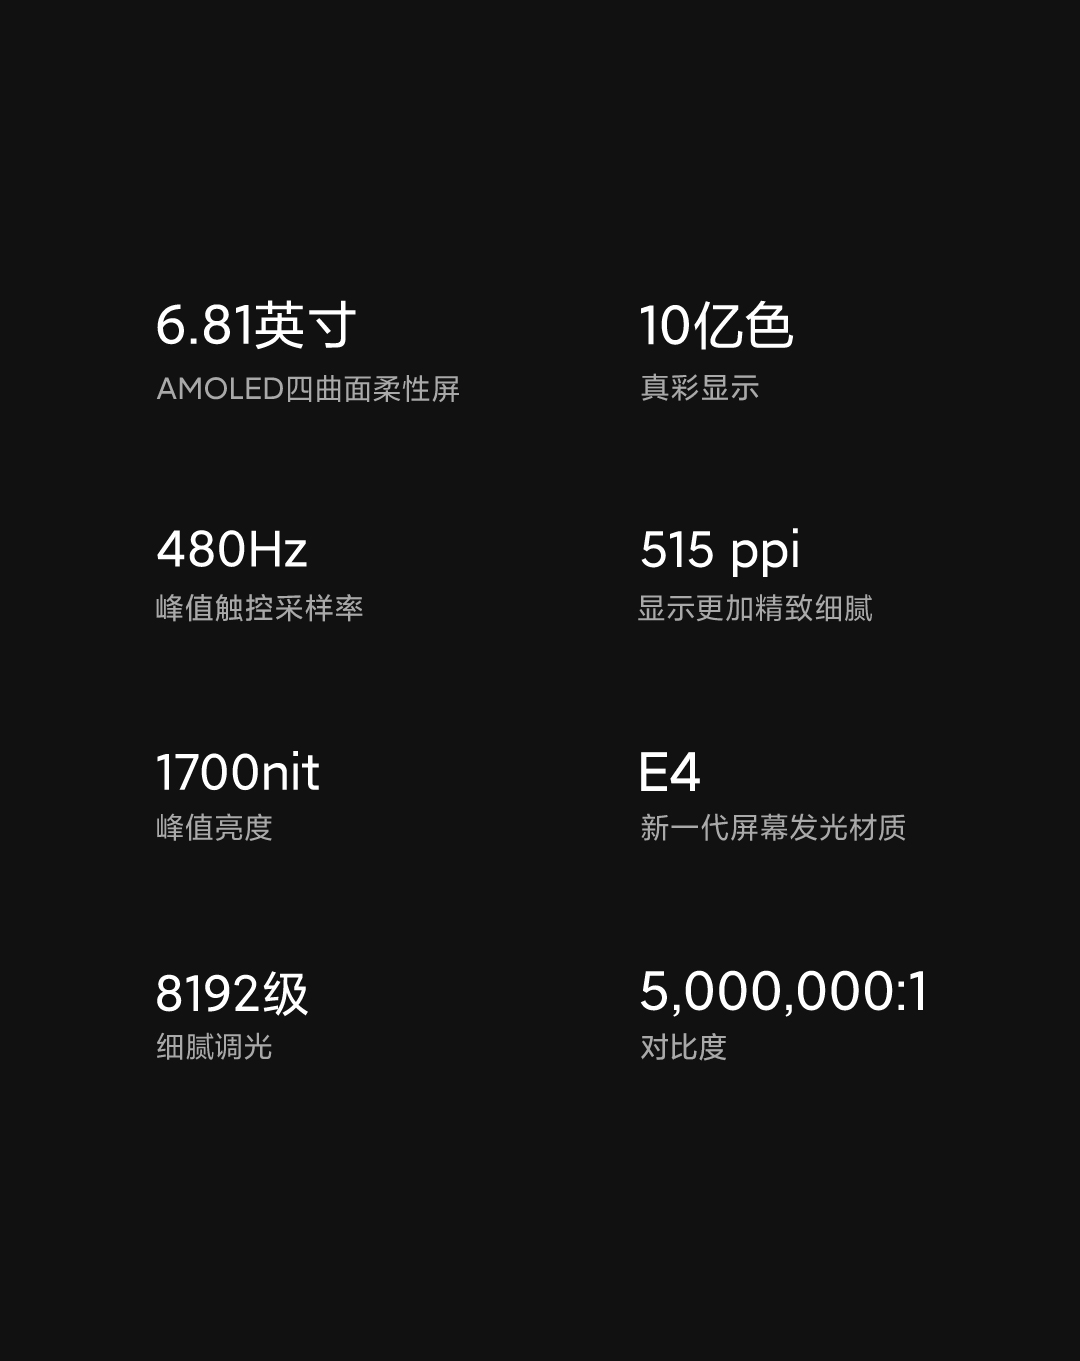 6.81英寸
AMOLED四曲面柔性屏
10亿色
真彩显示
480Hz
峰值触控采样率
515 ppi
显示更加精致细腻
1700nit
峰值亮度
E4
新一代屏幕发光材质
8192级
细腻调光
5,000,000:1
对比度